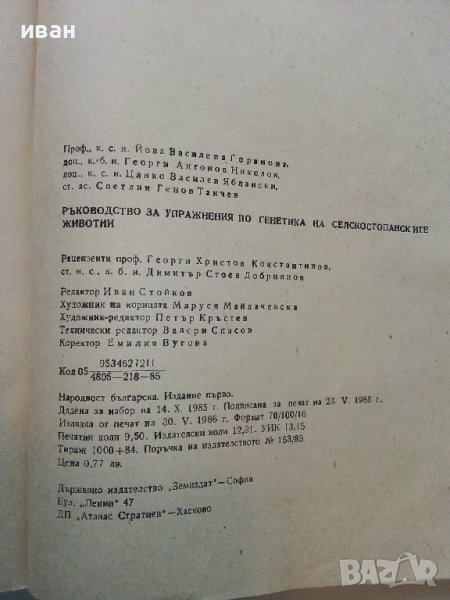 иван
Проф., к. с. н. Йова Василева Горанова,
доц., к. б. н. Георги Антонов Николов,
доц., к. с. н. Цанко Василев Яблански,
ст. ас. Светлин Генов Танчев
РЪКОВОДСТВО ЗА УПРАЖНЕНИЯ ПО ГЕНЕТИКА НА СЕЛСКОСТОПАНСКИТЕ
ЖИВОТНИ
Рецензенти проф. Георги Христов Константинов,
ст. н. с., к. б. н. Димитър Стоев Добриянов
Редактор Иван Стойков
Художник на корицата Маруся Майдачевска
Художник-редактор Петър Кръстев
Технически редактор Валери Спасов
Коректор Емилия Вутова
9534621211
Код 05
4805—218—86
Народност българска. Издание първо.
Дадена за набор на 14. X. 1985 г. Подписана за печат на 23. V. 1986 г.
Излязла от печат на 30. V. 1986 г. Формат 70/100/16
Печатни коли 9,50. Издателски коли 12,31. УИК 13,15
Тираж 1000+84. Поръчка на издателството № 153/85
Цена 0,77 лв.
Държавно издателство „Земиздат“—София
Бул. „Ленин“ 47
ДП „Атанас Стратиев“—Хасково
BAZAR